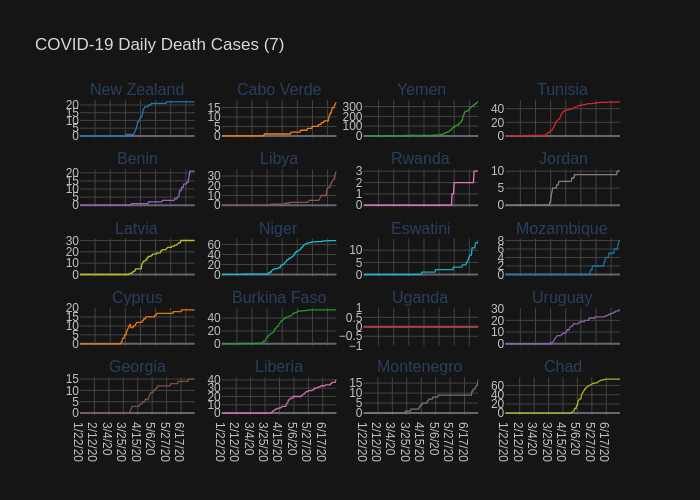 COVID-19 Daily Death Cases (7)
New Zealand Cabo Verde Yemen Tunisia
20 15 10 5 0
15 10 5 0
300 200 100 0
40 20 0
Benin Libya Rwanda Jordan
20 15 10 5 0
30 20 10 0
3 2 1 0
10 5 0
Latvia Niger Eswatini Mozambique
30 20 10 0
60 40 20 0
10 5 0
8 6 4 2 0
Cyprus Burkina Faso Uganda Uruguay
20 15 10 5 0
40 20 0
1 0.5 0 −0.5 −1
30 20 10 0
Georgia Liberia Montenegro Chad
15 10 5 0
40 30 20 10 0
15 10 5 0
60 40 20 0
1/22/20 2/12/20 3/4/20 3/25/20 4/15/20 5/6/20 5/27/20 6/17/20
1/22/20 2/12/20 3/4/20 3/25/20 4/15/20 5/6/20 5/27/20 6/17/20
1/22/20 2/12/20 3/4/20 3/25/20 4/15/20 5/6/20 5/27/20 6/17/20
1/22/20 2/12/20 3/4/20 3/25/20 4/15/20 5/6/20 5/27/20 6/17/20